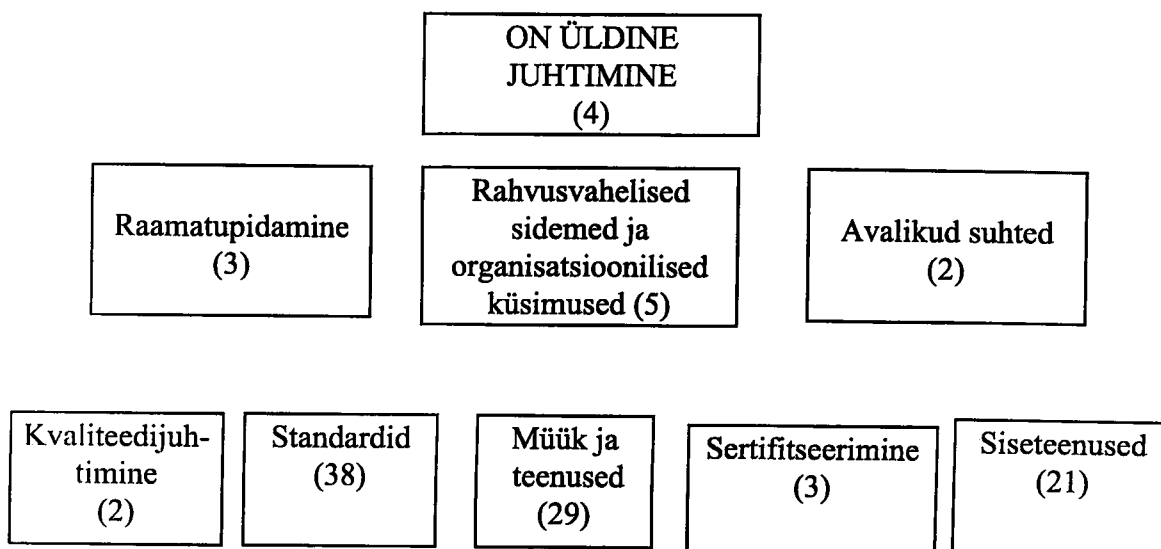 ON ÜLDINE
JUHTIMINE
(4)
Raamatupidamine
(3)
Rahvusvahelised
sidemed ja
organisatsioonilised
küsimused (5)
Avalikud suhted
(2)
Kvaliteedijuh-
timine
(2)
Standardid
(38)
Müük ja
teenused
(29)
Sertifitseerimine
(3)
Siseteenused
(21)